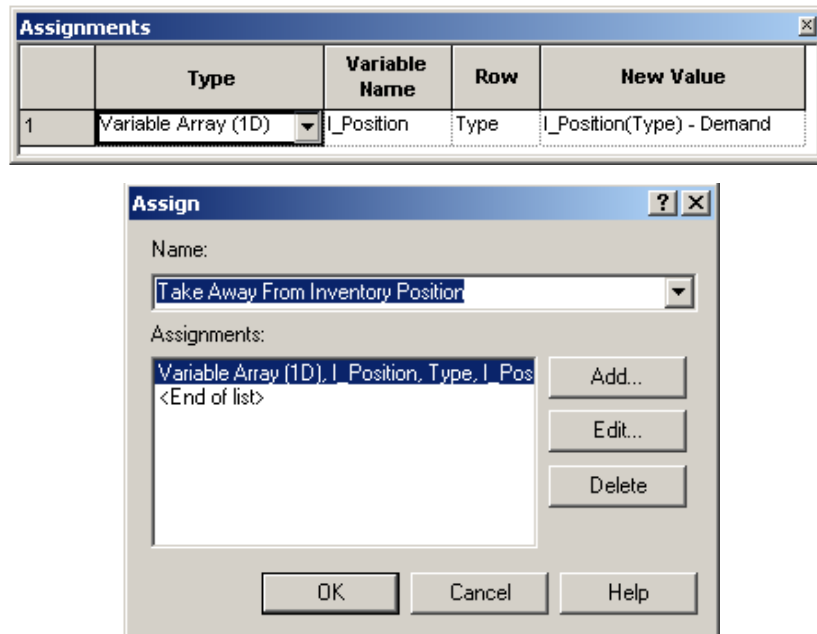 Assignments
Type Variable Name Row New Value
1 Variable Array (1D) I_Position Type I_Position(Type) - Demand
Assign
Name:
Take Away From Inventory Position
Assignments:
Variable Array (1D), I_Position, Type, I_Pos
<End of list>
Add...
Edit...
Delete
OK Cancel Help